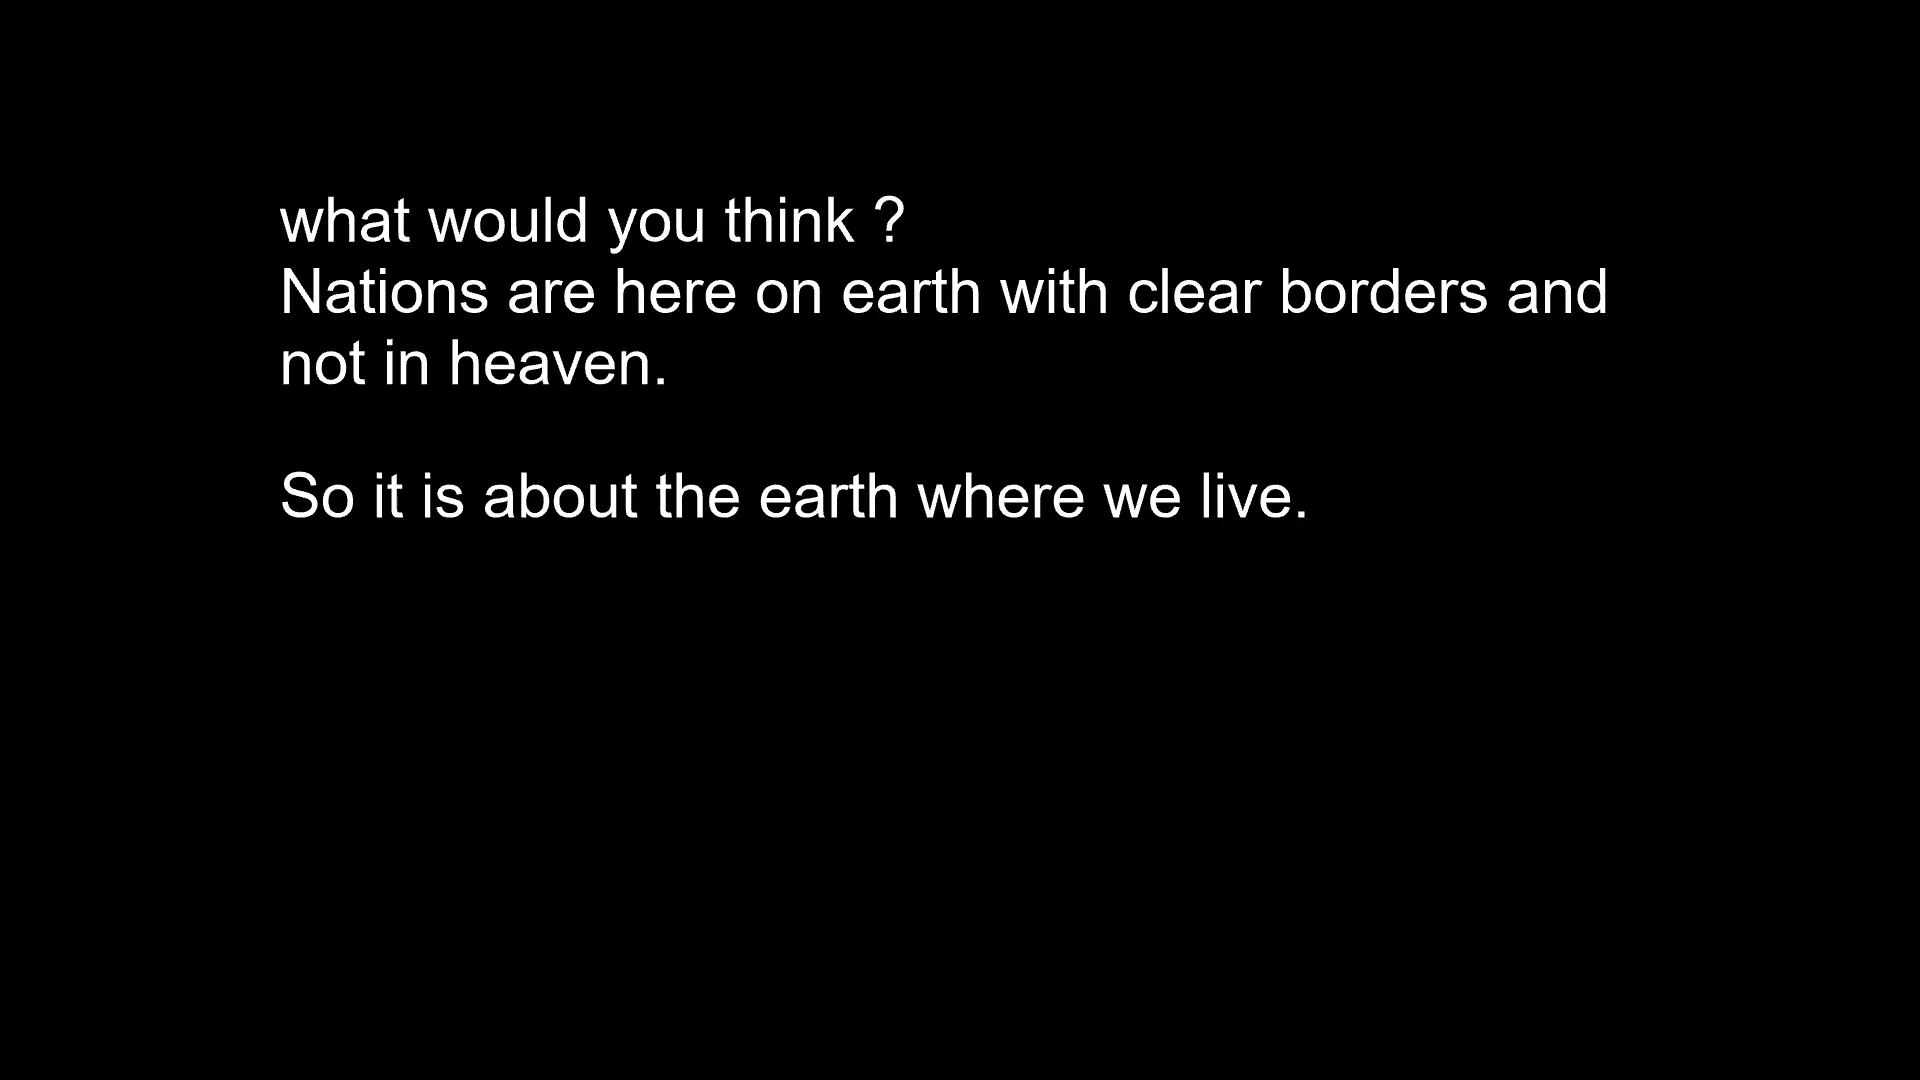 what would you think ?
Nations are here on earth with clear borders and
not in heaven.
So it is about the earth where we live.